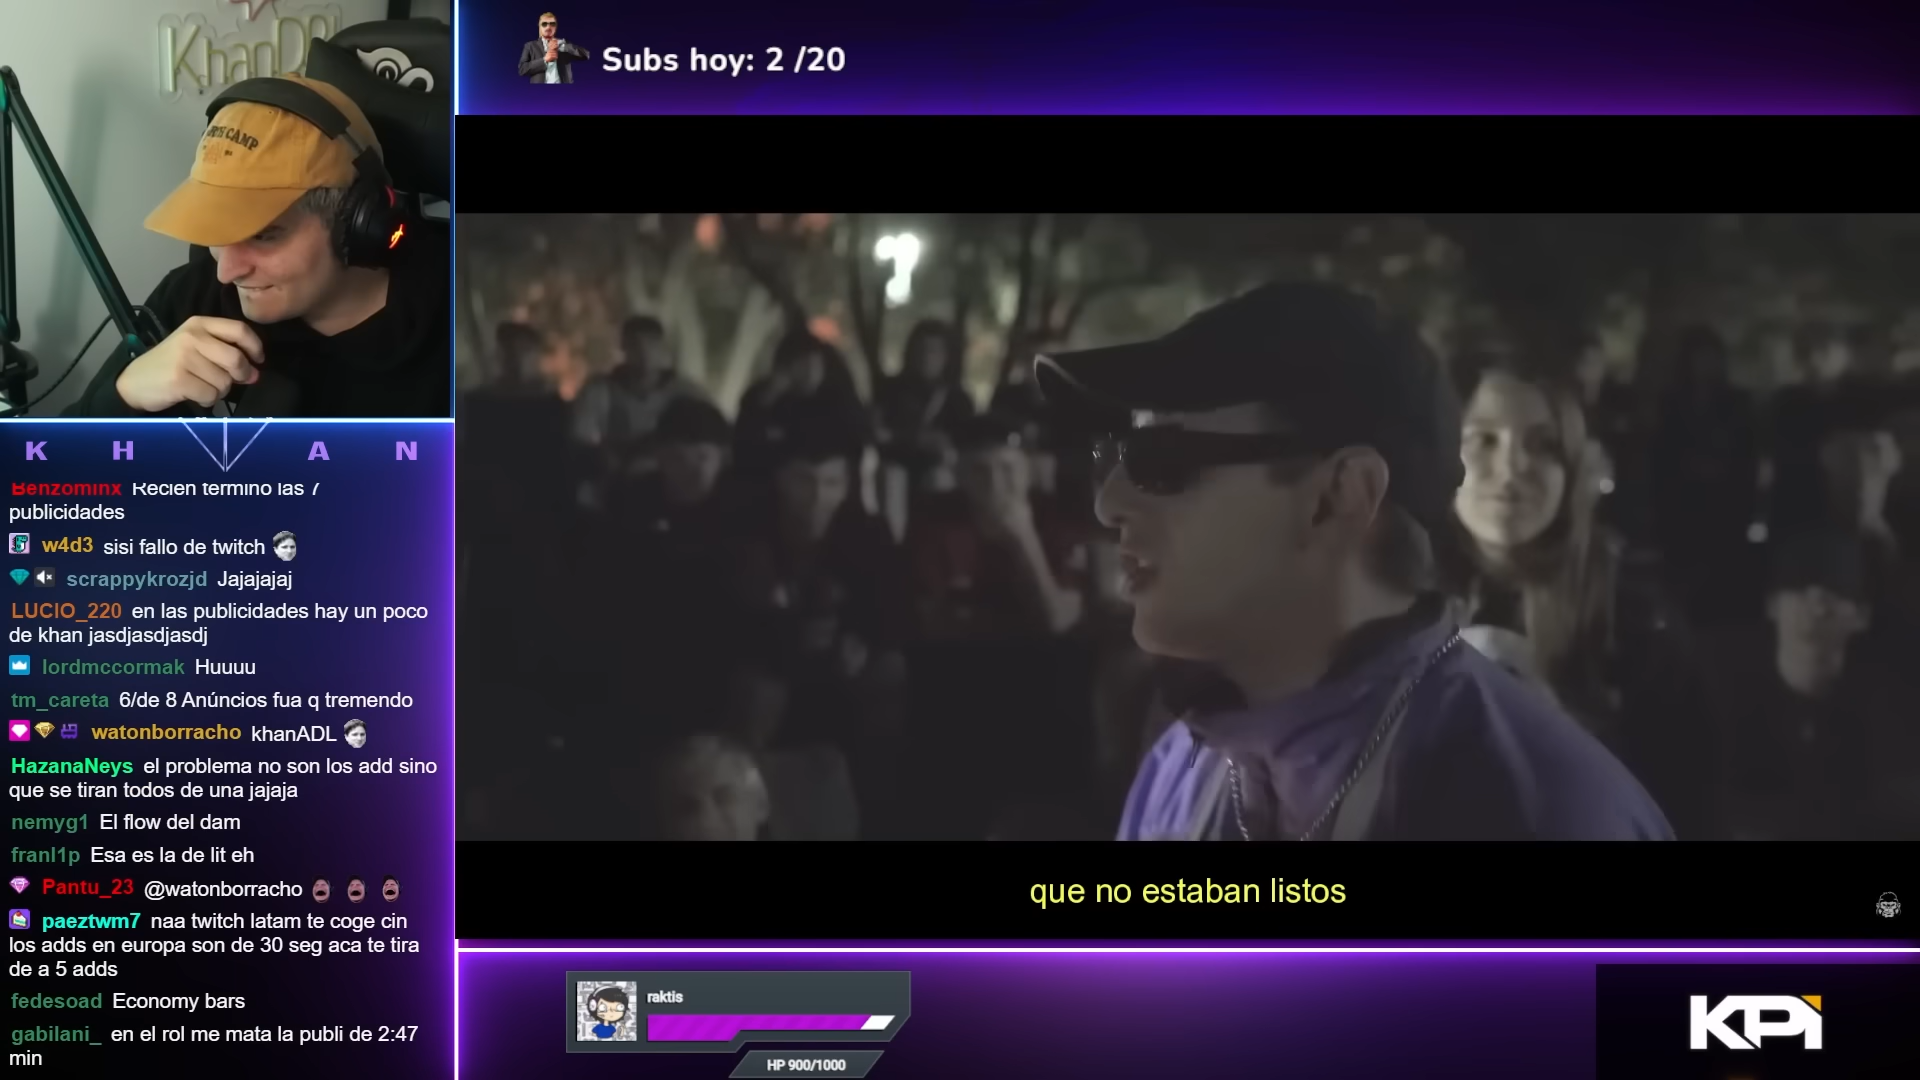 KhanD
CAMP
Subs hoy: 2 /20
K H A N
Benzominx Recien termino las 7
publicidades
w4d3 sisi fallo de twitch
scrappykrozjd Jajajajaj
LUCIO_220 en las publicidades hay un poco
de khan jasdjasdjasdj
lordmccormak Huuuu
tm_careta 6/de 8 Anúncios fua q tremendo
watonborracho khanADL
HazanaNeys el problema no son los add sino
que se tiran todos de una jajaja
nemyg1 El flow del dam
franl1p Esa es la de lit eh
Pantu_23 @watonborracho
paeztwm7 naa twitch latam te coge cin
los adds en europa son de 30 seg aca te tira
de a 5 adds
fedesoad Economy bars
gabilani_ en el rol me mata la publi de 2:47
min
que no estaban listos
raktis
HP 900/1000
KPI